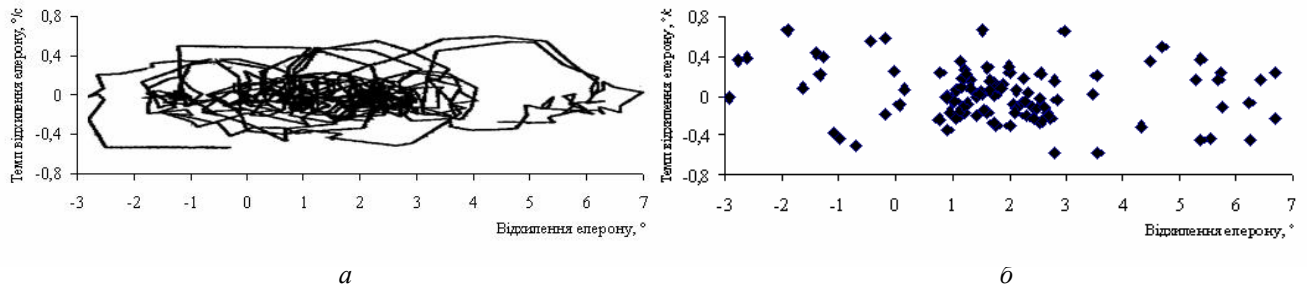 Темп відхилення елерону, °/с
0,8
0,4
0
-0,4
-0,8
-3 -2 -1 0 1 2 3 4 5 6 7
Відхилення елерону, °
а
Темп відхилення елерону, °/с
0,8
0,4
0
-0,4
-0,8
-3 -2 -1 0 1 2 3 4 5 6 7
Відхилення елерону, °
б